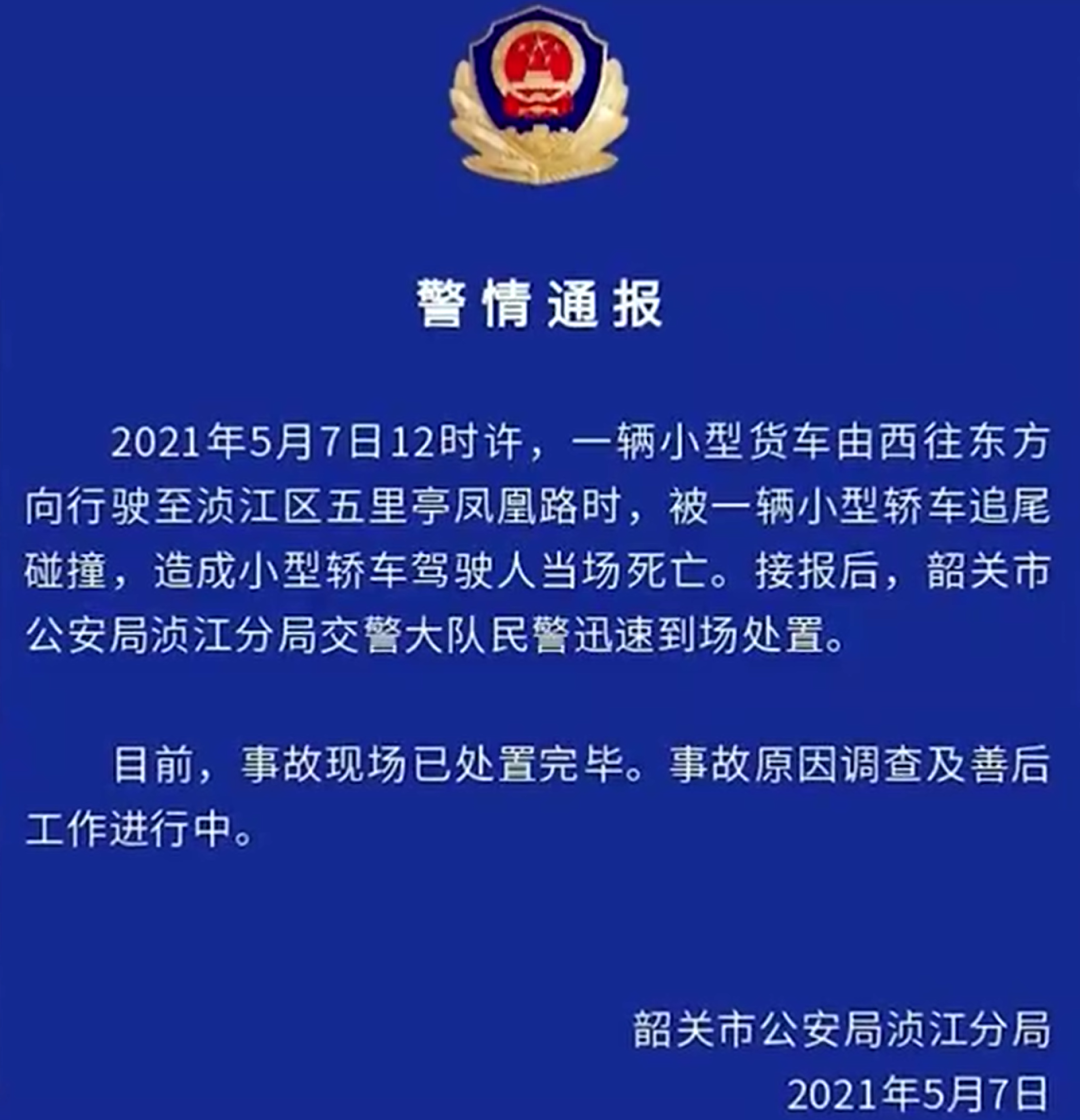 警情通报
2021年5月7日12时许，一辆小型货车由西往东方
向行驶至浈江区五里亭凤凰路时，被一辆小型轿车追尾
碰撞，造成小型轿车驾驶人当场死亡。接报后，韶关市
公安局浈江分局交警大队民警迅速到场处置。
目前，事故现场已处置完毕。事故原因调查及善后
工作进行中。
韶关市公安局浈江分局
2021年5月7日